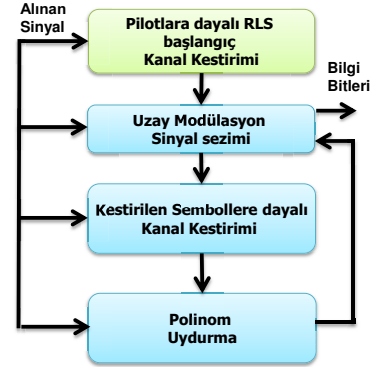 Alınan
Sinyal
Pilotlara dayalı RLS
başlangıç
Kanal Kestirimi
Bilgi
Bitleri
Uzay Modülasyon
Sinyal sezimi
Kestirilen Sembollere dayalı
Kanal Kestirimi
Polinom
Uydurma